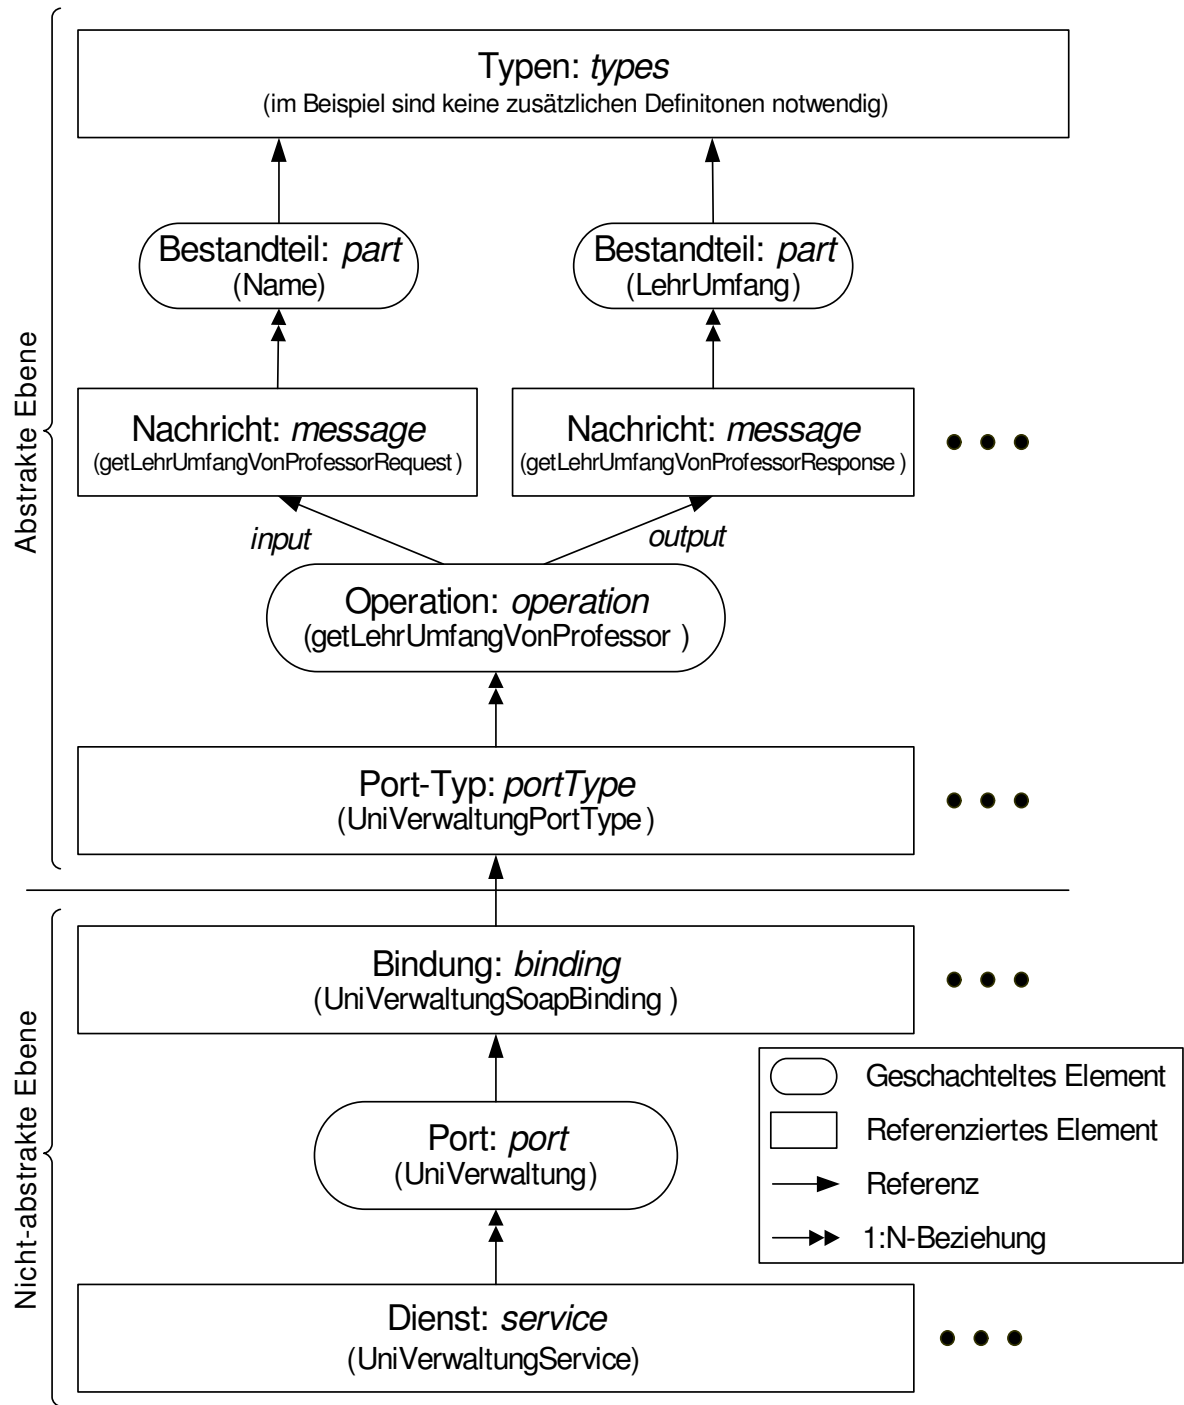 Abstrakte Ebene
Typen: types
(im Beispiel sind keine zusätzlichen Definitonen notwendig)
Bestandteil: part
(Name)
Bestandteil: part
(LehrUmfang)
Nachricht: message
(getLehrUmfangVonProfessorRequest)
Nachricht: message
(getLehrUmfangVonProfessorResponse)
input
output
Operation: operation
(getLehrUmfangVonProfessor)
Port-Typ: portType
(UniVerwaltungPortType)
Nicht-abstrakte Ebene
Bindung: binding
(UniVerwaltungSoapBinding)
Port: port
(UniVerwaltung)
Dienst: service
(UniVerwaltungService)
Geschachteltes Element
Referenziertes Element
Referenz
1:N-Beziehung